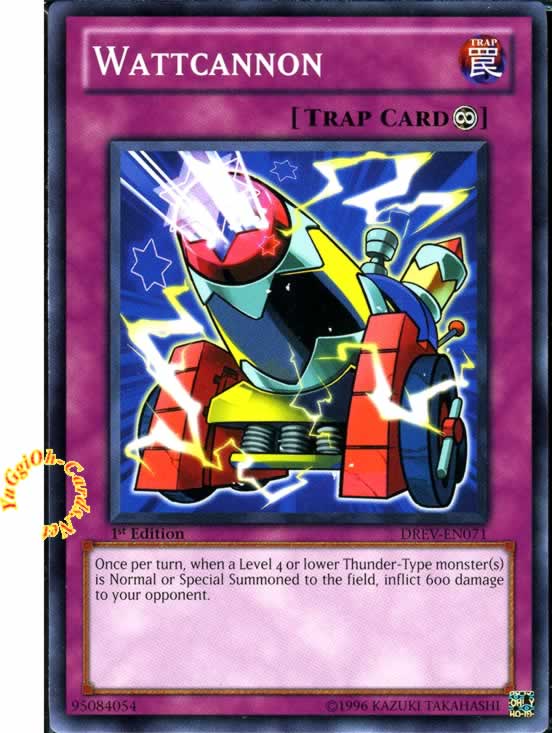 WATTCANNON
TRAP
罠
[TRAP CARD∞]
YuGgiOh-Cards.Net
1st Edition
DREV-EN071
Once per turn, when a Level 4 or lower Thunder-Type monster(s)
is Normal or Special Summoned to the field, inflict 600 damage
to your opponent.
95084054
©1996 KAZUKI TAKAHASHI